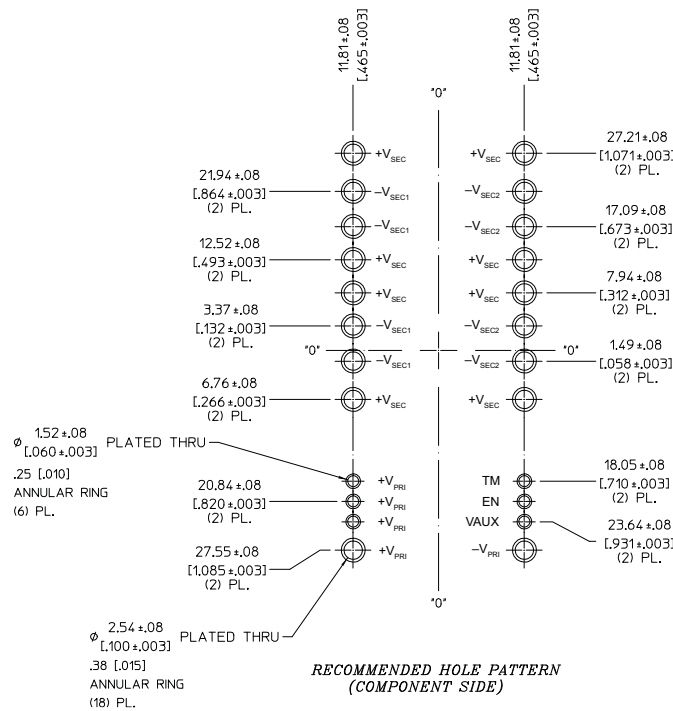 11.81±.08
[.465±.003]
11.81±.08
[.465±.003]
"0"
+VSEC
+VSEC
27.21±.08
[1.071±.003]
(2) PL.
21.94±.08
[.864±.003]
(2) PL.
–VSEC1
–VSEC2
–VSEC1
–VSEC2
17.09±.08
[.673±.003]
(2) PL.
12.52±.08
[.493±.003]
(2) PL.
+VSEC
+VSEC
+VSEC
+VSEC
7.94±.08
[.312±.003]
(2) PL.
3.37±.08
[.132±.003]
(2) PL.
–VSEC1
–VSEC2
"0"
"0"
–VSEC1
–VSEC2
1.49±.08
[.058±.003]
(2) PL.
6.76±.08
[.266±.003]
(2) PL.
+VSEC
+VSEC
ø 1.52±.08
[.060±.003]
PLATED THRU
.25 [.010]
ANNULAR RING
(6) PL.
+VPRI
TM
18.05±.08
[.710±.003]
(2) PL.
20.84±.08
[.820±.003]
(2) PL.
+VPRI
EN
+VPRI
VAUX
23.64±.08
[.931±.003]
(2) PL.
27.55±.08
[1.085±.003]
(2) PL.
+VPRI
–VPRI
"0"
ø 2.54±.08
[.100±.003]
PLATED THRU
.38 [.015]
ANNULAR RING
(18) PL.
RECOMMENDED HOLE PATTERN
(COMPONENT SIDE)